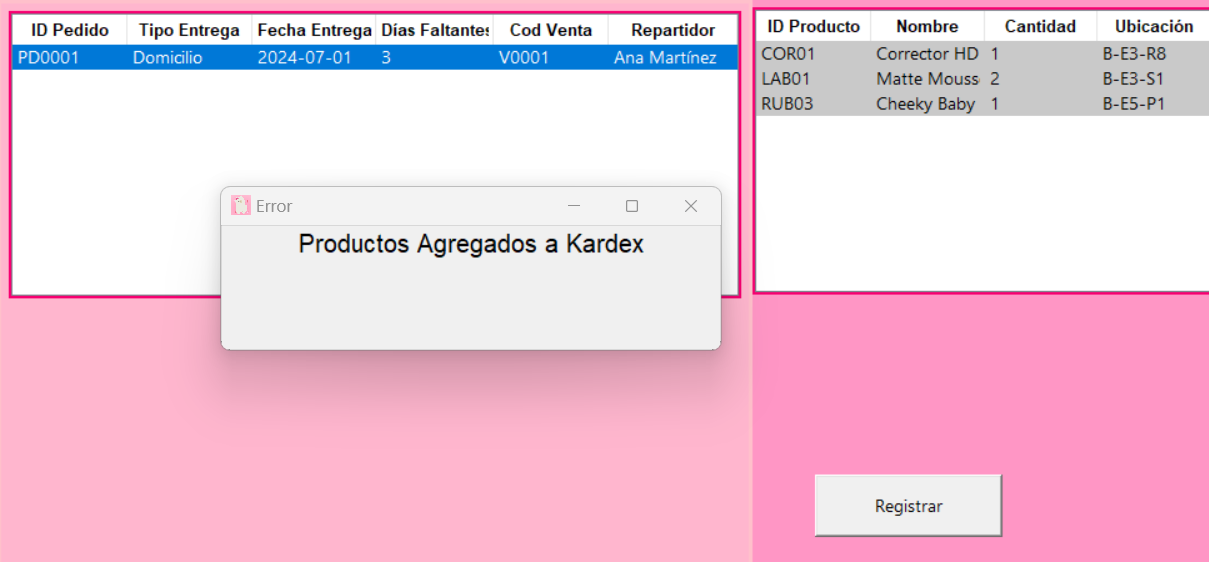 ID Pedido Tipo Entrega Fecha Entrega Días Faltantes Cod Venta Repartidor
PD0001 Domicilio 2024-07-01 3 V0001 Ana Martínez
ID Producto Nombre Cantidad Ubicación
COR01 Corrector HD 1 B-E3-R8
LAB01 Matte Mouss 2 B-E3-S1
RUB03 Cheeky Baby 1 B-E5-P1
Error
Productos Agregados a Kardex
Registrar